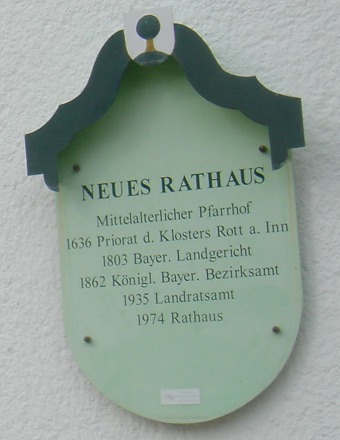 NEUES RATHAUS
Mittelalterlicher Pfarrhof
1636 Priorat d. Klosters Rott a. Inn
1803 Bayer. Landgericht
1862 Königl. Bayer. Bezirksamt
1935 Landratsamt
1974 Rathaus